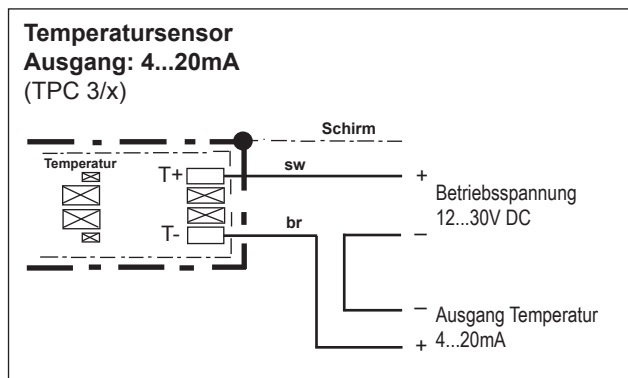 Temperatursensor
Ausgang: 4...20mA
(TPC 3/x)
Schirm
Temperatur
T+
sw
+
Betriebsspannung
12...30V DC
T-
br
–
–
Ausgang Temperatur
4...20mA
+